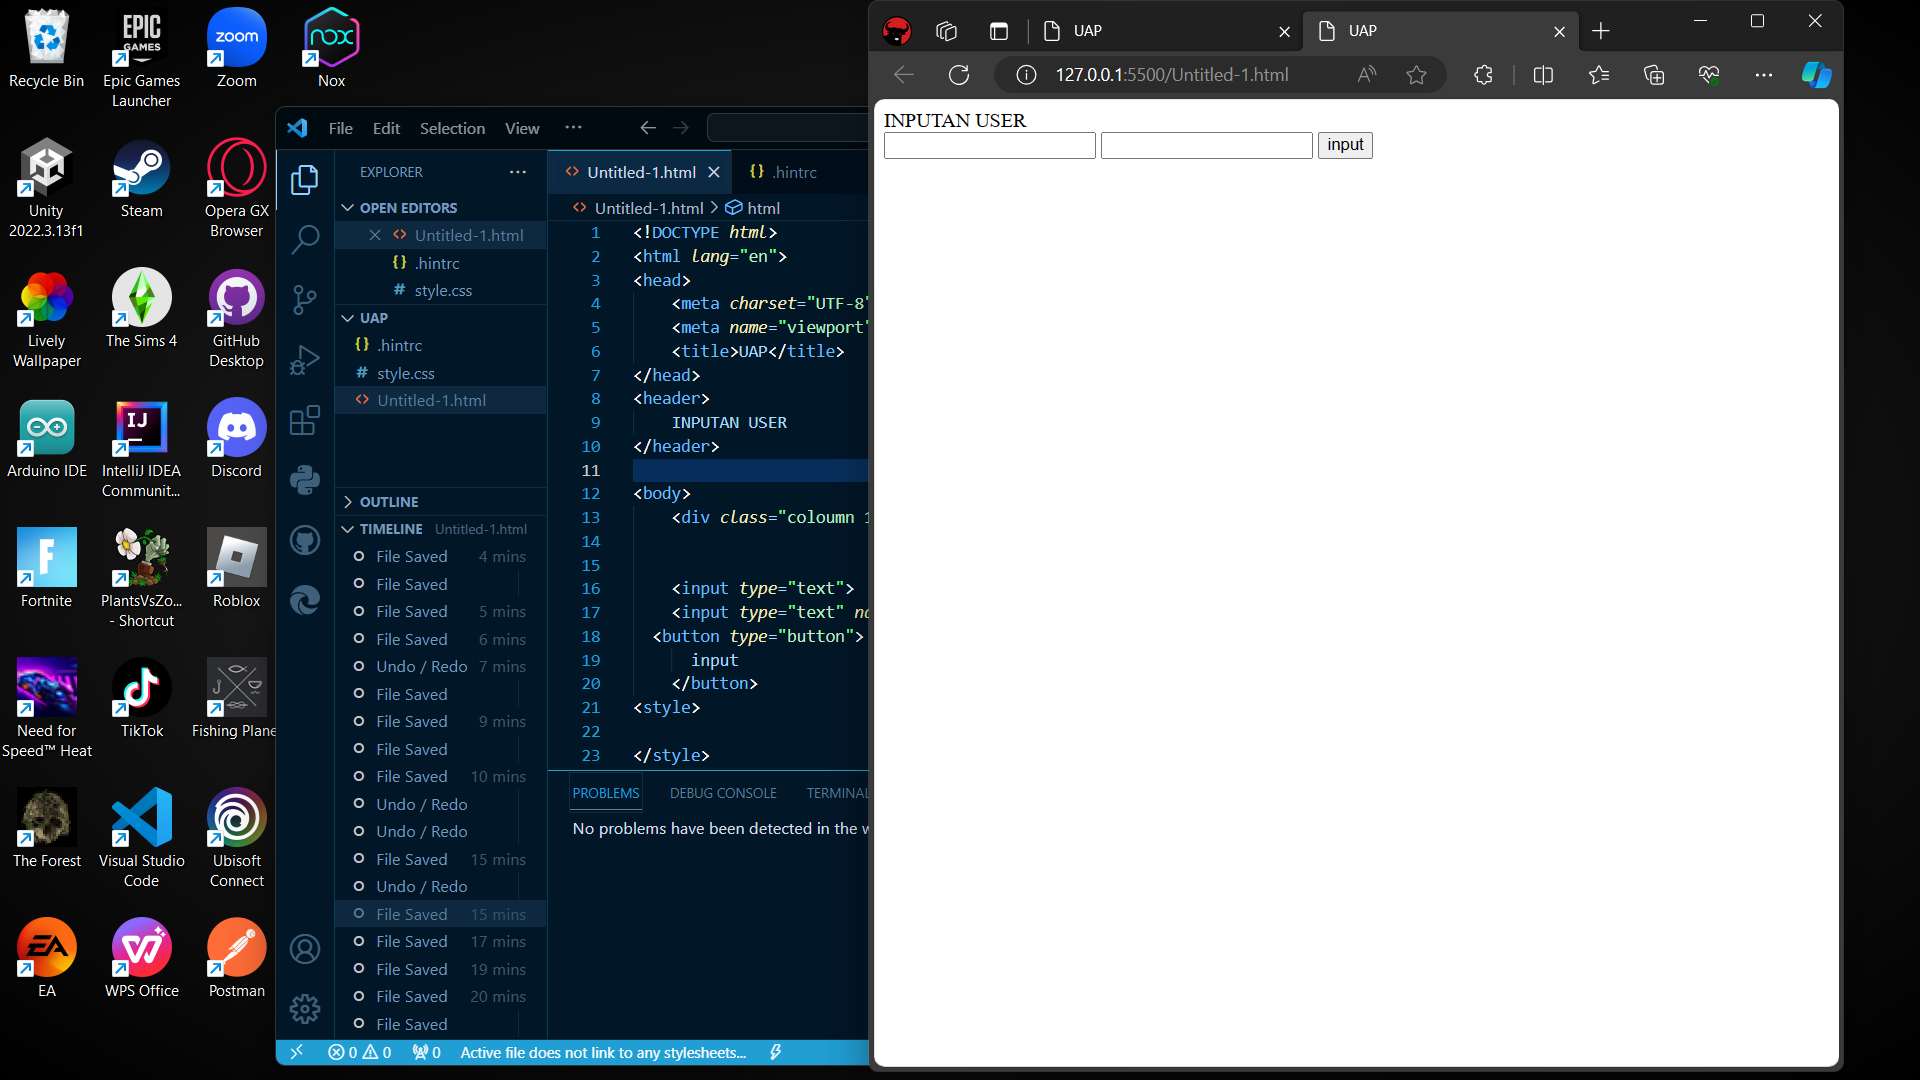 Recycle Bin
Epic Games Launcher
Zoom
Nox
Unity 2022.3.13f1
Steam
Opera GX Browser
Lively Wallpaper
The Sims 4
GitHub Desktop
Arduino IDE
IntelliJ IDEA Communit...
Discord
Fortnite
PlantsVsZo... - Shortcut
Roblox
Need for Speed™ Heat
TikTok
Fishing Plane
The Forest
Visual Studio Code
Ubisoft Connect
EA
WPS Office
Postman
EPIC GAMES
zoom
nox
File Edit Selection View ...
EXPLORER ...
OPEN EDITORS
Untitled-1.html
.hintrc
style.css
UAP
.hintrc
style.css
Untitled-1.html
OUTLINE
TIMELINE Untitled-1.html
File Saved 4 mins
File Saved
File Saved 5 mins
File Saved 6 mins
Undo / Redo 7 mins
File Saved
File Saved 9 mins
File Saved
File Saved 10 mins
Undo / Redo
Undo / Redo
File Saved 15 mins
Undo / Redo
File Saved 15 mins
File Saved 17 mins
File Saved 19 mins
File Saved 20 mins
File Saved
Untitled-1.html {} .hintrc
Untitled-1.html > html
1 <!DOCTYPE html>
2 <html lang="en">
3 <head>
4 <meta charset="UTF-8"
5 <meta name="viewport"
6 <title>UAP</title>
7 </head>
8 <header>
9 INPUTAN USER
10 </header>
11
12 <body>
13 <div class="coloumn 1
14
15
16 <input type="text">
17 <input type="text" na
18 <button type="button">
19 input
20 </button>
21 <style>
22
23 </style>
PROBLEMS DEBUG CONSOLE TERMINAL
No problems have been detected in the w
0 0 0 Active file does not link to any stylesheets...
UAP
UAP
127.0.0.1:5500/Untitled-1.html
INPUTAN USER
input